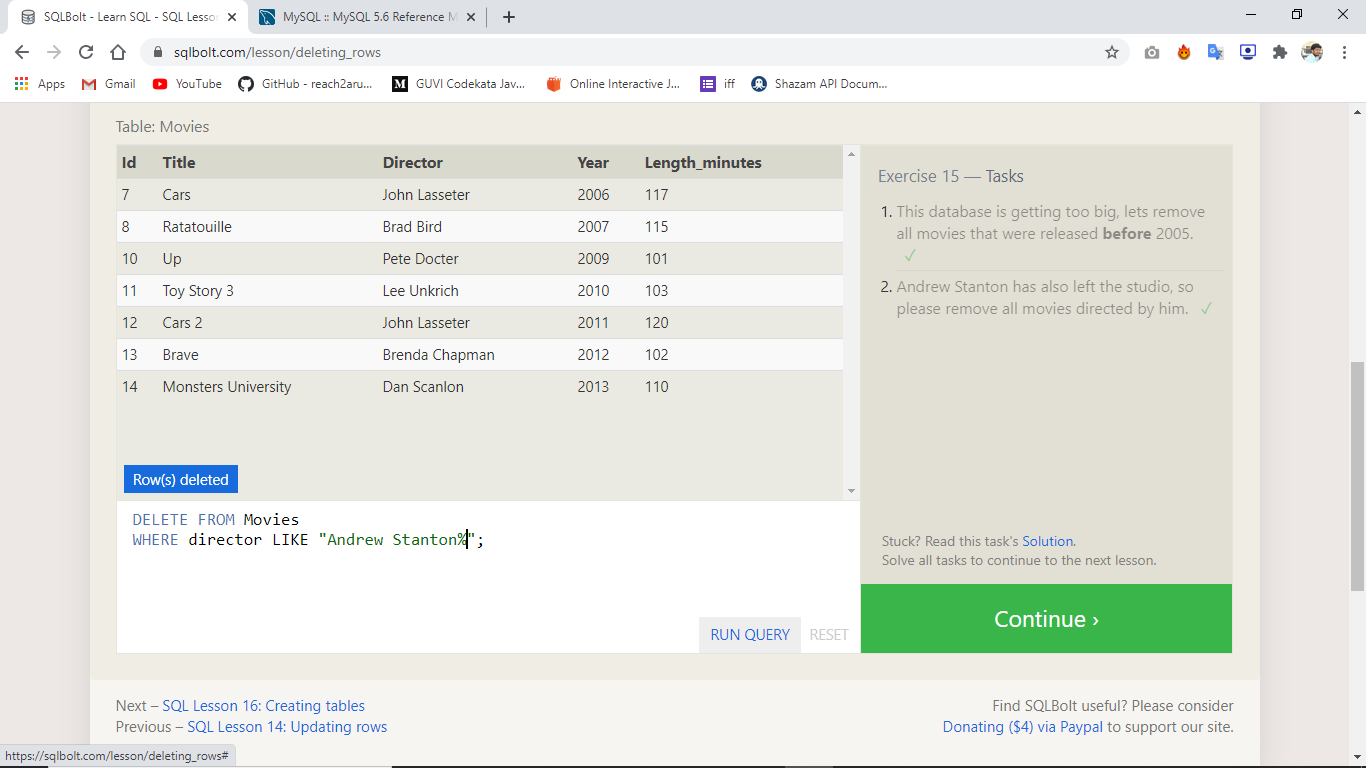 SQLBolt - Learn SQL - SQL Lesson
MySQL :: MySQL 5.6 Reference M
sqlbolt.com/lesson/deleting_rows
Apps Gmail YouTube GitHub - reach2aru... GUVI Codekata Jav... Online Interactive J... iff Shazam API Docum...
Table: Movies
Id Title Director Year Length_minutes
7 Cars John Lasseter 2006 117
8 Ratatouille Brad Bird 2007 115
10 Up Pete Docter 2009 101
11 Toy Story 3 Lee Unkrich 2010 103
12 Cars 2 John Lasseter 2011 120
13 Brave Brenda Chapman 2012 102
14 Monsters University Dan Scanlon 2013 110
Row(s) deleted
DELETE FROM Movies
WHERE director LIKE "Andrew Stanton%";
RUN QUERY RESET
Exercise 15 — Tasks
1. This database is getting too big, lets remove
all movies that were released before 2005.
✓
2. Andrew Stanton has also left the studio, so
please remove all movies directed by him. ✓
Stuck? Read this task's Solution.
Solve all tasks to continue to the next lesson.
Continue ›
Next – SQL Lesson 16: Creating tables
Previous – SQL Lesson 14: Updating rows
Find SQLBolt useful? Please consider
Donating ($4) via Paypal to support our site.
https://sqlbolt.com/lesson/deleting_rows#